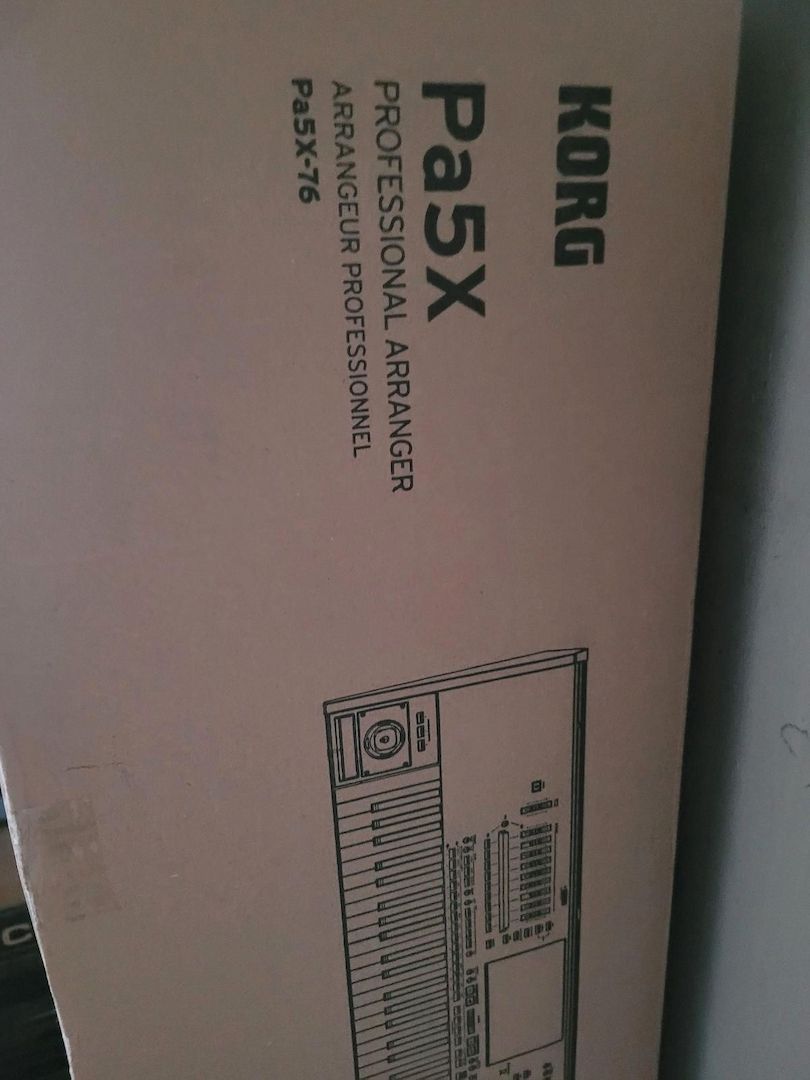 KORG
Pa5X
PROFESSIONAL ARRANGER
ARRANGEUR PROFESSIONNEL
Pa5X-76